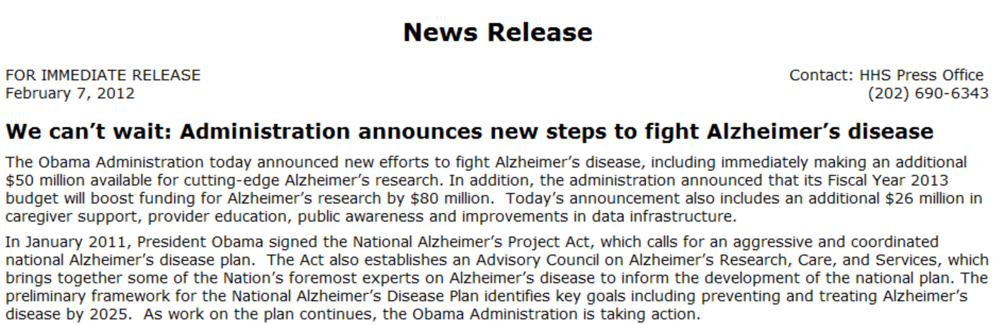 News Release
FOR IMMEDIATE RELEASE
Contact: HHS Press Office
February 7, 2012
(202) 690-6343
We can’t wait: Administration announces new steps to fight Alzheimer’s disease
The Obama Administration today announced new efforts to fight Alzheimer’s disease, including immediately making an additional
$50 million available for cutting-edge Alzheimer’s research. In addition, the administration announced that its Fiscal Year 2013
budget will boost funding for Alzheimer’s research by $80 million.  Today’s announcement also includes an additional $26 million in
caregiver support, provider education, public awareness and improvements in data infrastructure.
In January 2011, President Obama signed the National Alzheimer’s Project Act, which calls for an aggressive and coordinated
national Alzheimer’s disease plan.  The Act also establishes an Advisory Council on Alzheimer’s Research, Care, and Services, which
brings together some of the Nation’s foremost experts on Alzheimer’s disease to inform the development of the national plan. The
preliminary framework for the National Alzheimer’s Disease Plan identifies key goals including preventing and treating Alzheimer’s
disease by 2025.  As work on the plan continues, the Obama Administration is taking action.